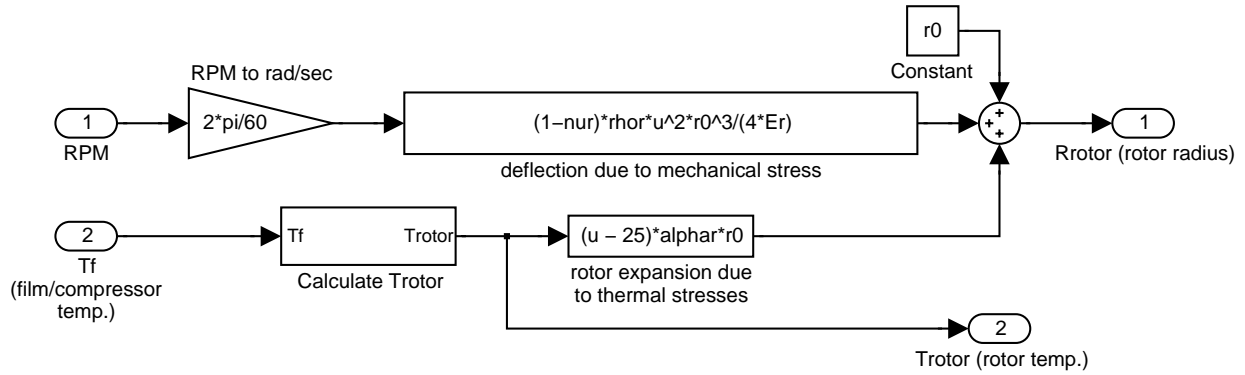 r0
Constant
RPM to rad/sec
1
RPM
2*pi/60
(1−nur)*rhor*u^2*r0^3/(4*Er)
deflection due to mechanical stress
+
+
+
1
Rrotor (rotor radius)
2
Tf
(film/compressor
temp.)
Tf
Trotor
Calculate Trotor
(u − 25)*alphar*r0
rotor expansion due
to thermal stresses
2
Trotor (rotor temp.)